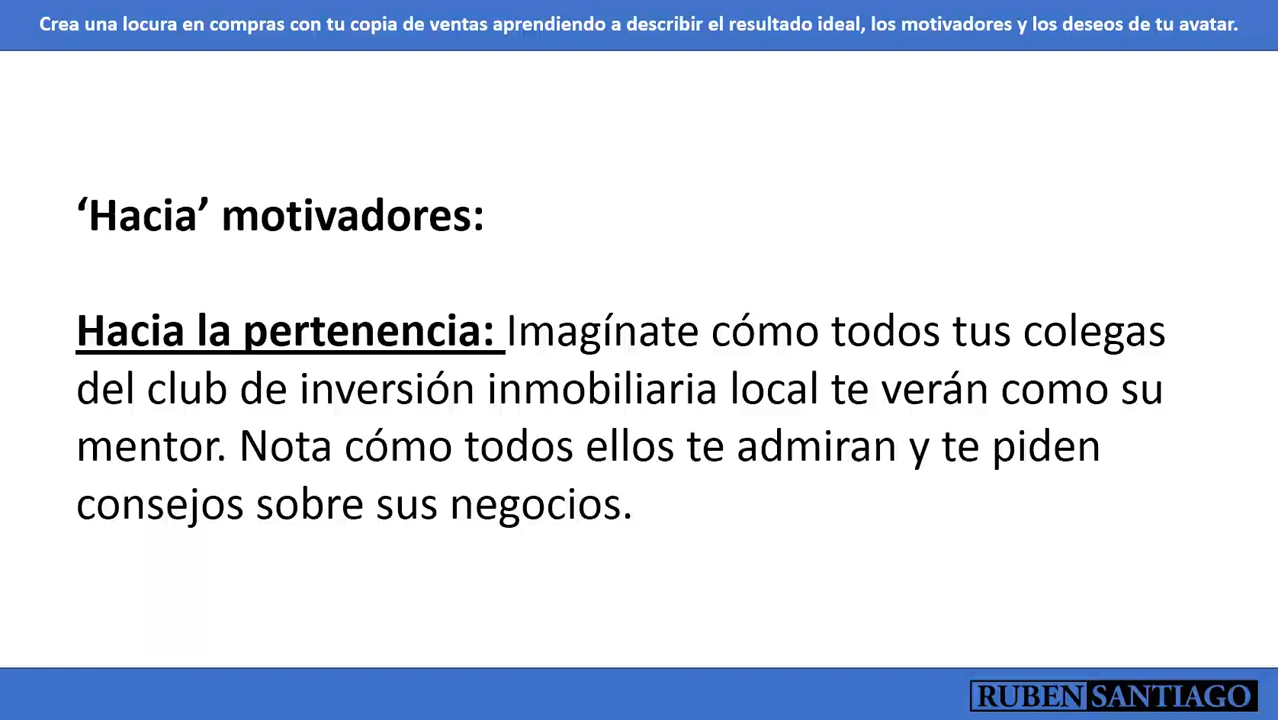 Crea una locura en compras con tu copia de ventas aprendiendo a describir el resultado ideal, los motivadores y los deseos de tu avatar.
‘Hacia’ motivadores:
Hacia la pertenencia: Imagínate cómo todos tus colegas
del club de inversión inmobiliaria local te verán como su
mentor. Nota cómo todos ellos te admiran y te piden
consejos sobre sus negocios.
RUBEN SANTIAGO